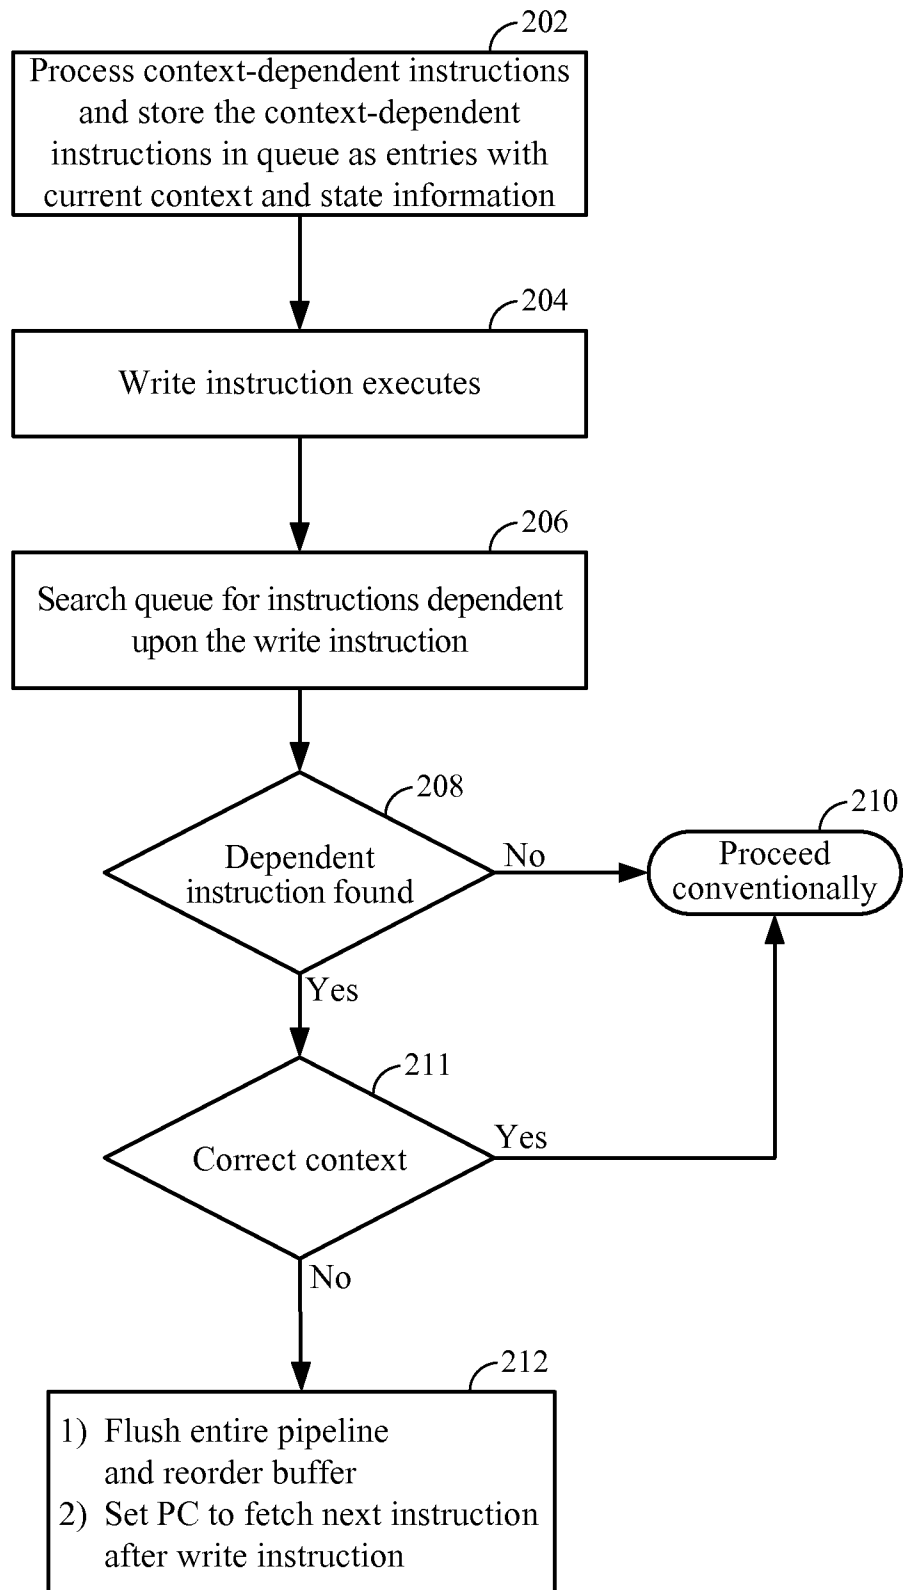 202
Process context-dependent instructions
and store the context-dependent
instructions in queue as entries with
current context and state information
204
Write instruction executes
206
Search queue for instructions dependent
upon the write instruction
208
Dependent
instruction found
No
210
Proceed
conventionally
Yes
211
Correct context
Yes
No
212
1) Flush entire pipeline
and reorder buffer
2) Set PC to fetch next instruction
after write instruction